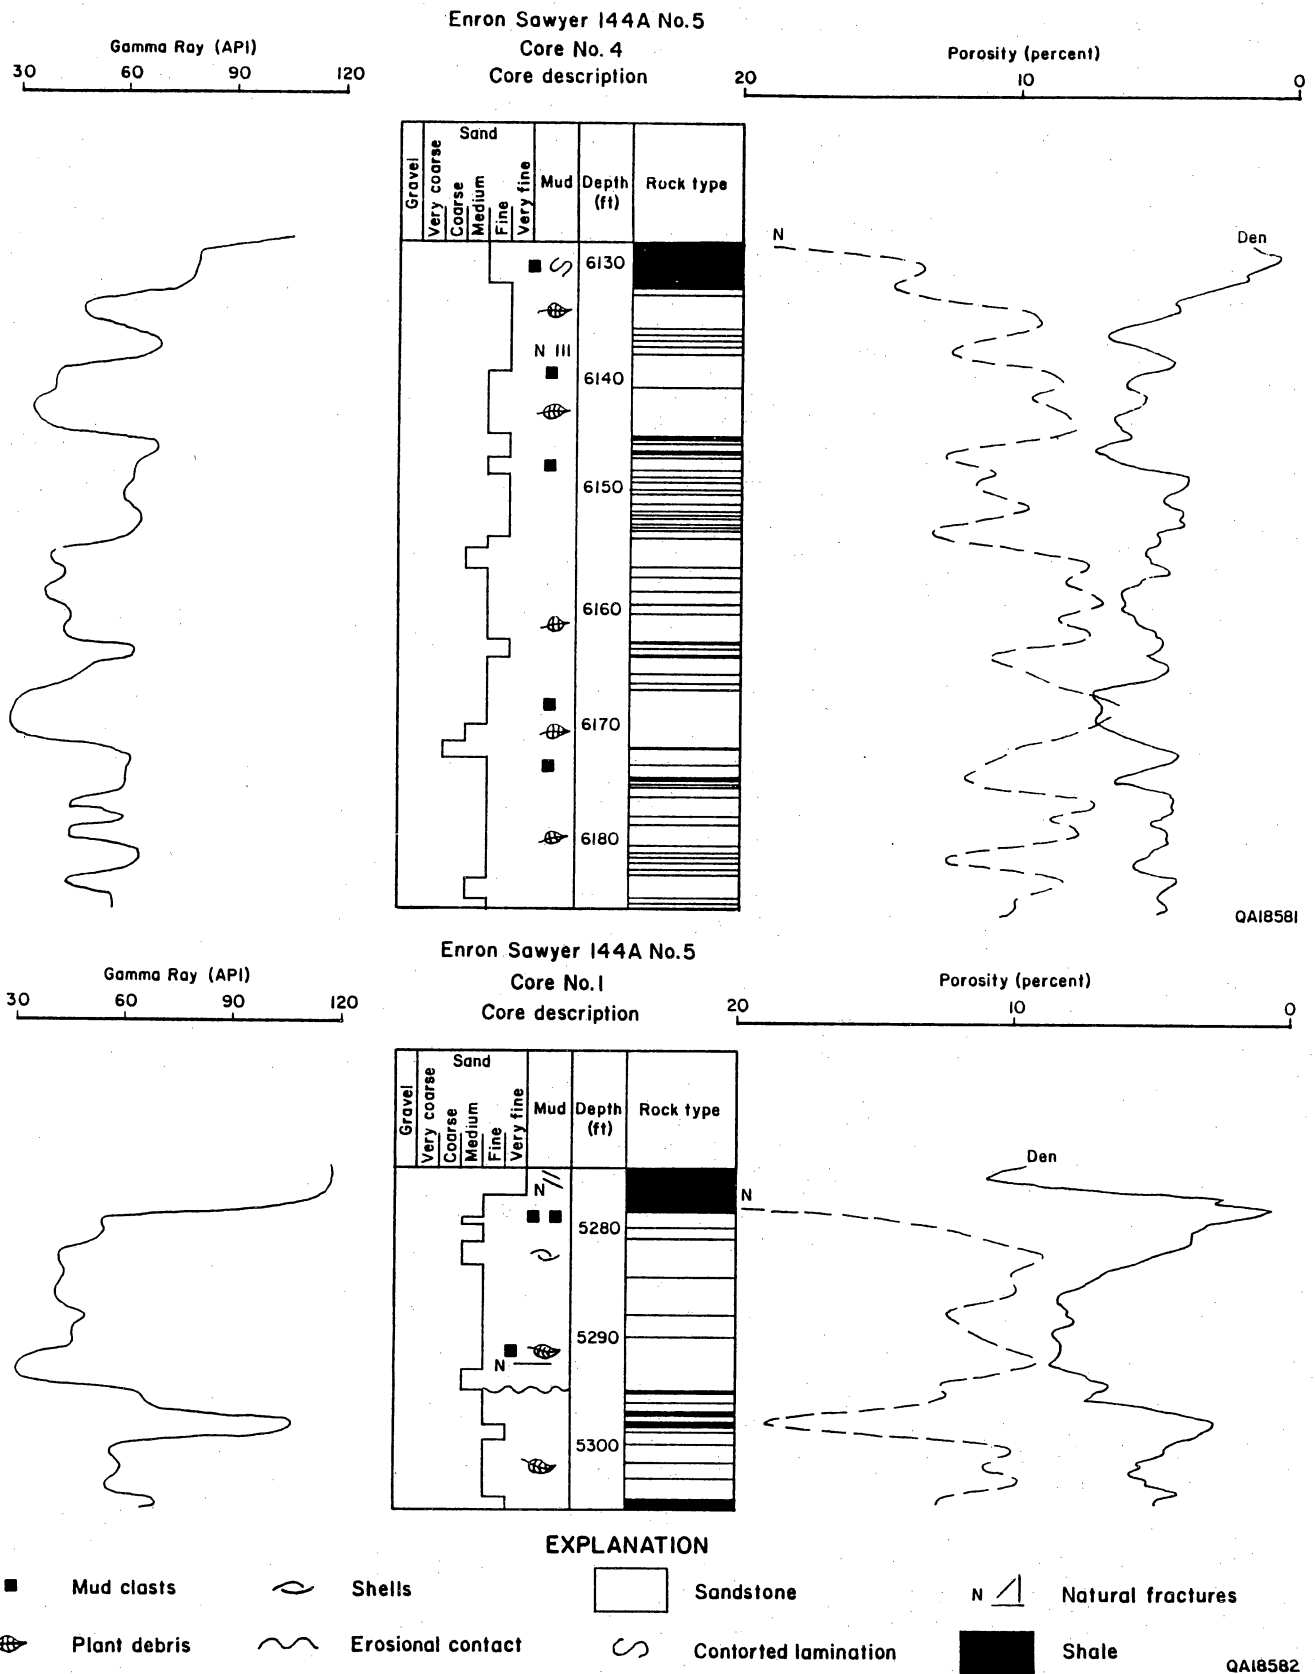 Enron Sawyer 144A No.5
Gamma Ray (API)
Core No. 4
Core description
Porosity (percent)
30 60 90 120
20 10 0
Gravel
Very coarse
Coarse
Medium
Fine
Very fine
Sand
Mud
Depth (ft)
Rock type
N
Den
6130
N
6140
6150
6160
6170
6180
QA18581
Enron Sawyer 144A No.5
Gamma Ray (API)
Core No. 1
Core description
Porosity (percent)
30 60 90 120
20 10 0
Gravel
Very coarse
Coarse
Medium
Fine
Very fine
Sand
Mud
Depth (ft)
Rock type
Den
N
N
5280
5290
N
5300
EXPLANATION
Mud clasts
Shells
Sandstone
N
Natural fractures
Plant debris
Erosional contact
Contorted lamination
Shale
QA18582